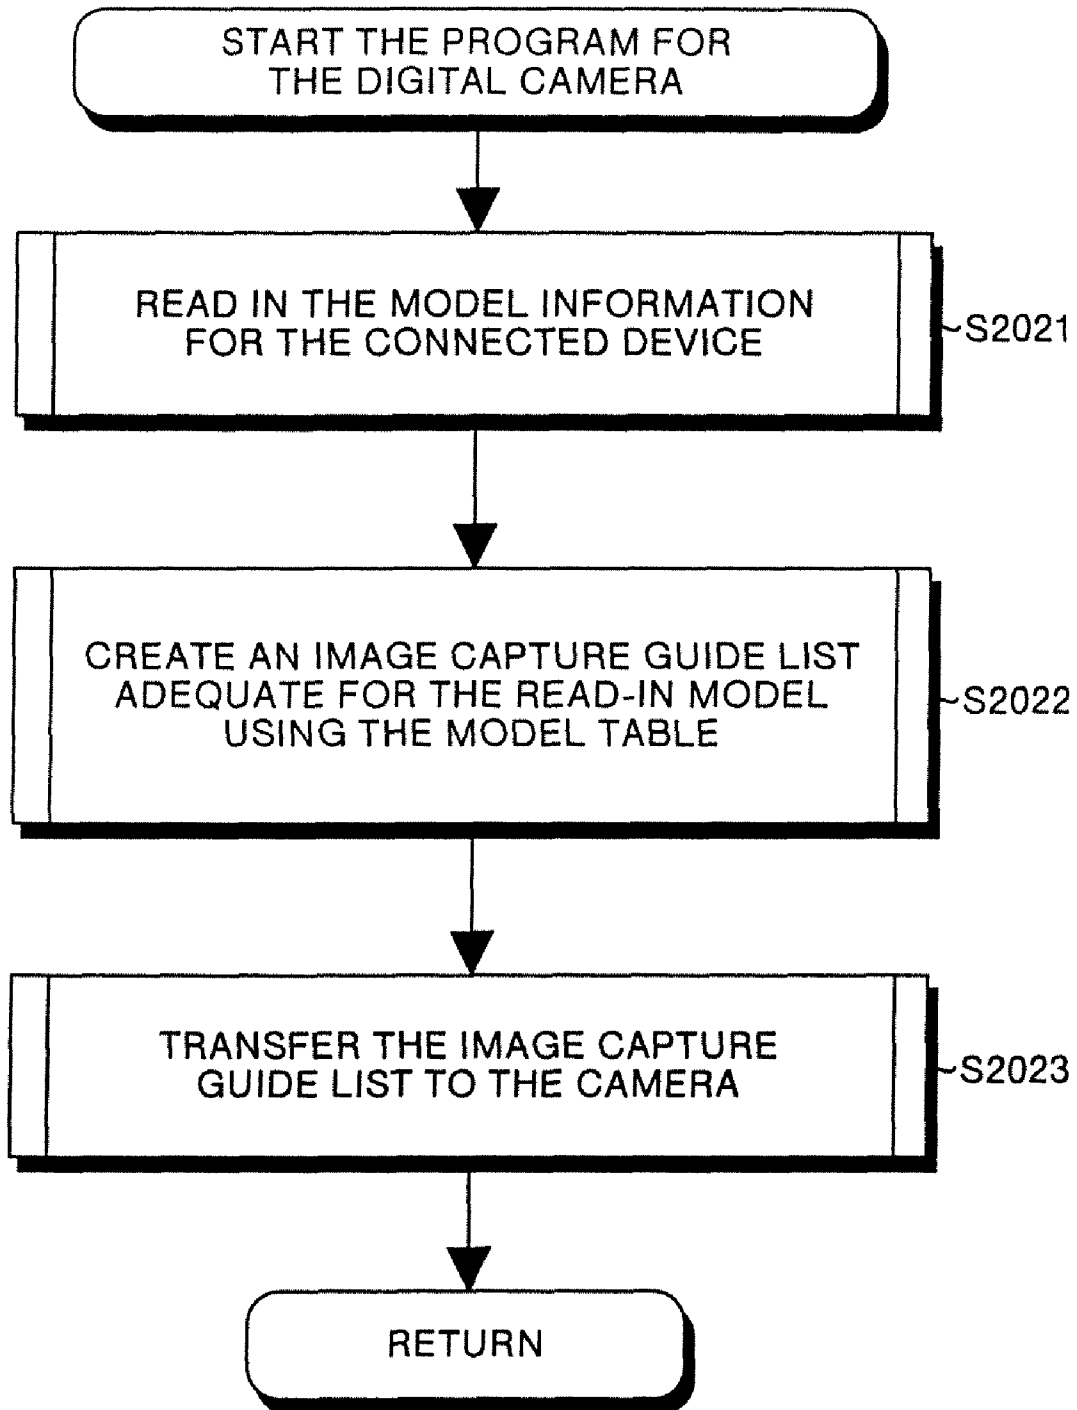 START THE PROGRAM FOR
THE DIGITAL CAMERA
READ IN THE MODEL INFORMATION
FOR THE CONNECTED DEVICE
S2021
CREATE AN IMAGE CAPTURE GUIDE LIST
ADEQUATE FOR THE READ-IN MODEL
USING THE MODEL TABLE
S2022
TRANSFER THE IMAGE CAPTURE
GUIDE LIST TO THE CAMERA
S2023
RETURN